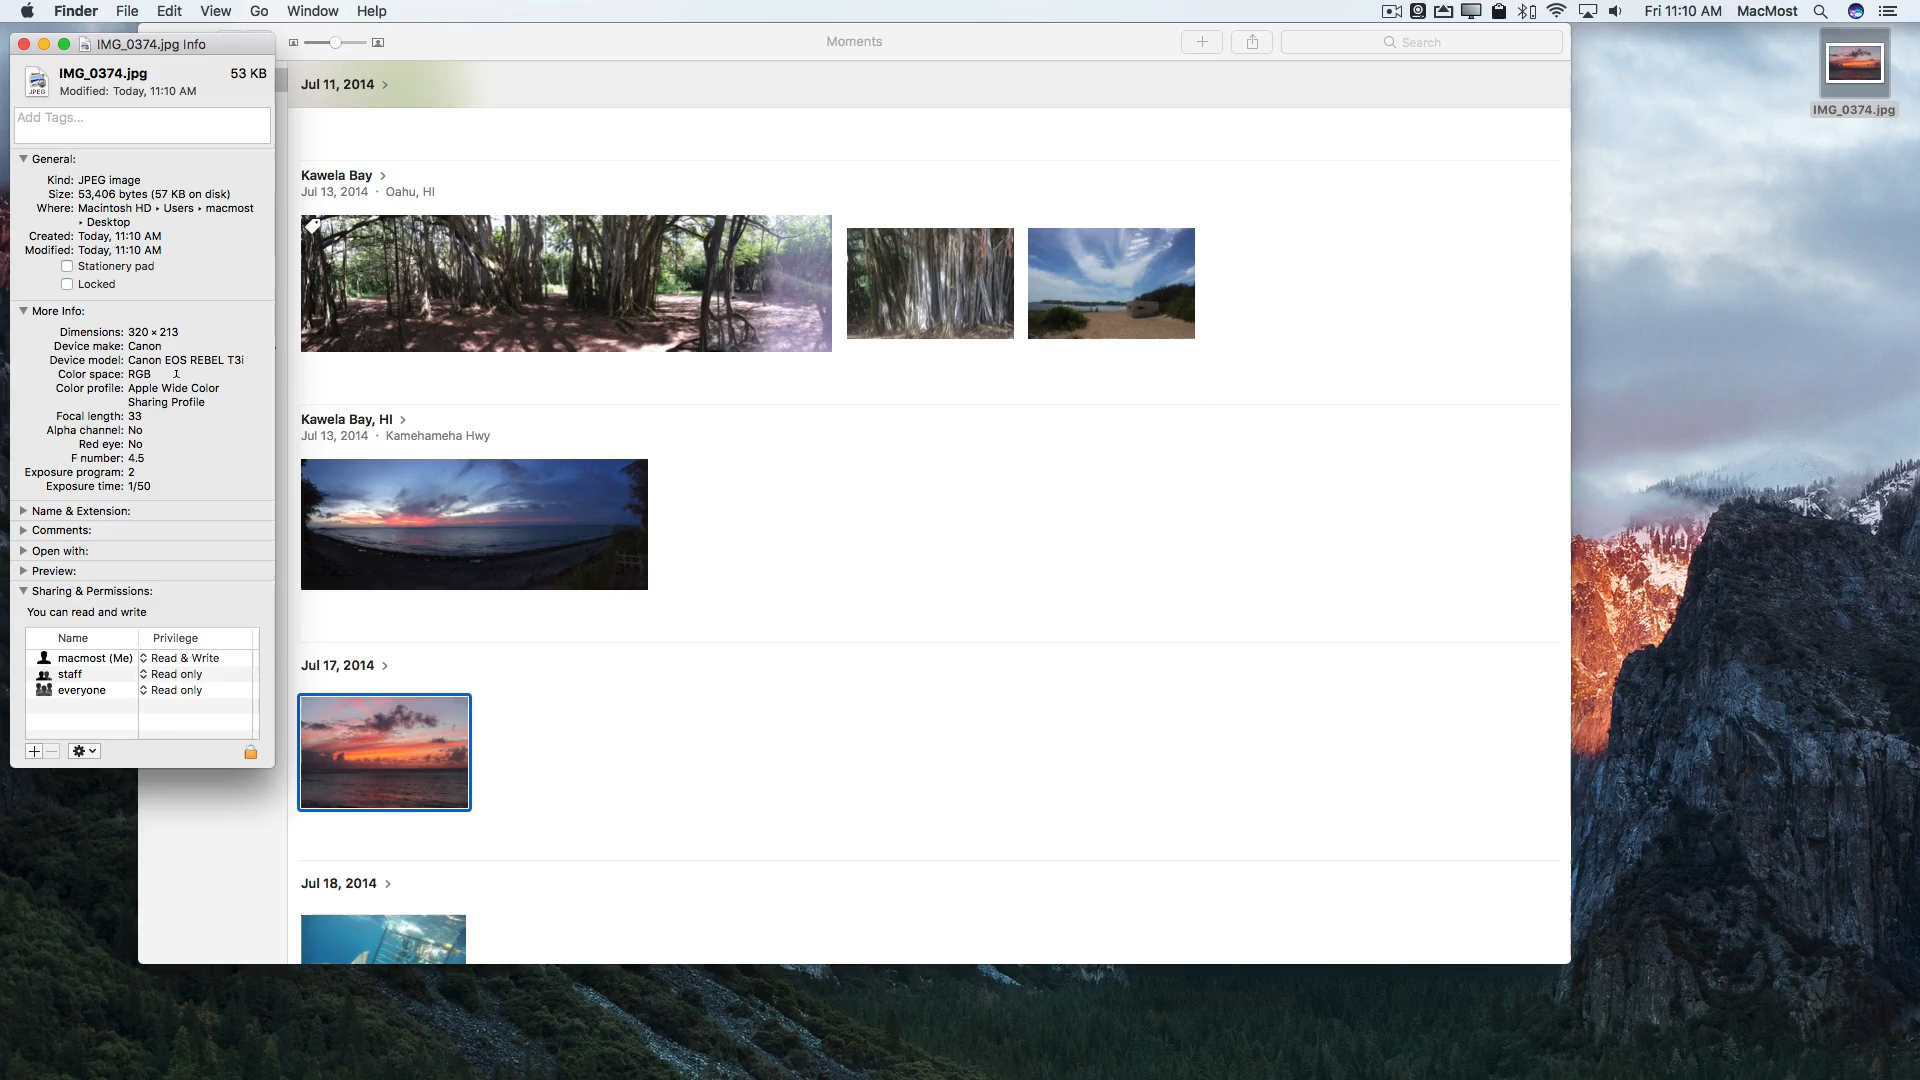 Finder File Edit View Go Window Help Fri 11:10 AM MacMost
IMG_0374.jpg Info
IMG_0374.jpg 53 KB
Modified: Today, 11:10 AM
Add Tags...
General:
Kind: JPEG image
Size: 53,406 bytes (57 KB on disk)
Where: Macintosh HD ▸ Users ▸ macmost
▸ Desktop
Created: Today, 11:10 AM
Modified: Today, 11:10 AM
Stationery pad
Locked
More Info:
Dimensions: 320 × 213
Device make: Canon
Device model: Canon EOS REBEL T3i
Color space: RGB
Color profile: Apple Wide Color
Sharing Profile
Focal length: 33
Alpha channel: No
Red eye: No
F number: 4.5
Exposure program: 2
Exposure time: 1/50
Name & Extension:
Comments:
Open with:
Preview:
Sharing & Permissions:
You can read and write
Name Privilege
macmost (Me) Read & Write
staff Read only
everyone Read only
Moments
Search
Jul 11, 2014 >
Kawela Bay >
Jul 13, 2014 · Oahu, HI
Kawela Bay, HI >
Jul 13, 2014 · Kamehameha Hwy
Jul 17, 2014 >
Jul 18, 2014 >
IMG_0374.jpg
JPEG